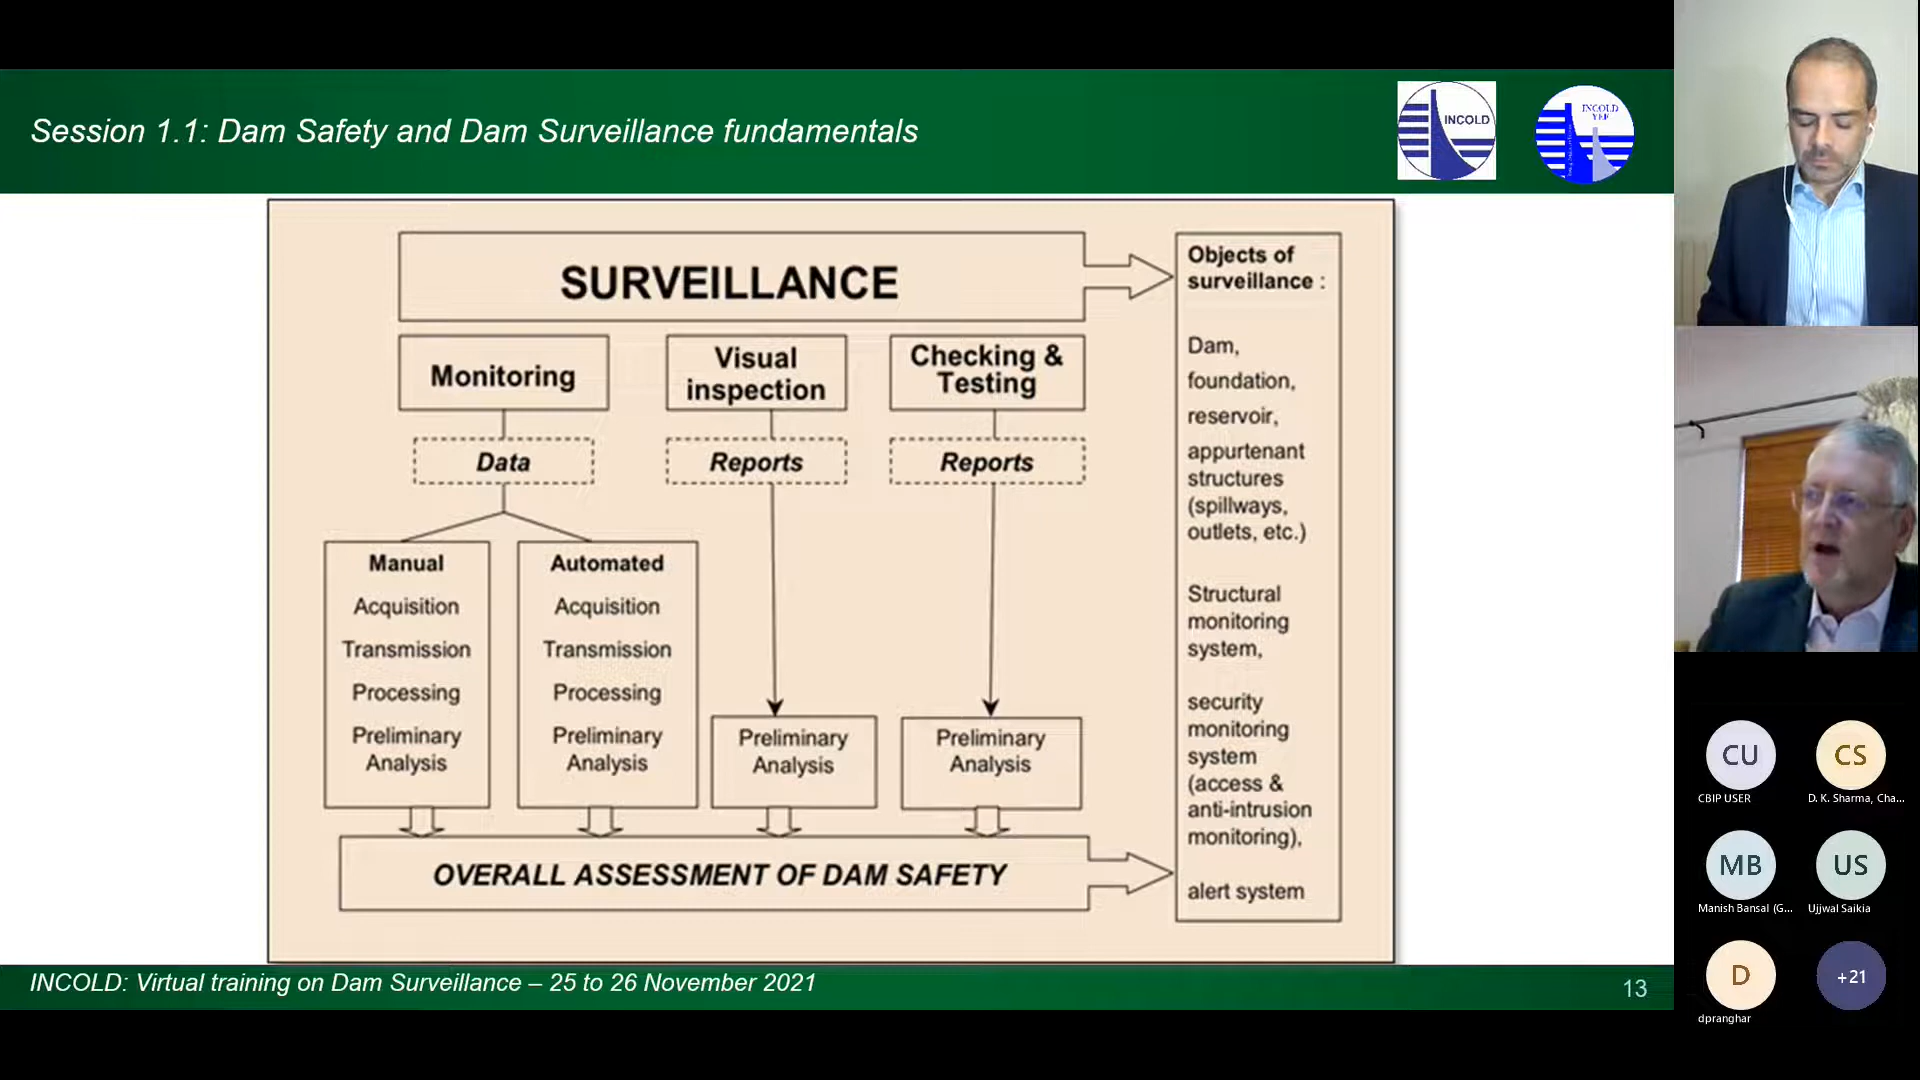 Session 1.1: Dam Safety and Dam Surveillance fundamentals
INCOLD
INCOLD
YEF
SURVEILLANCE
Monitoring
Visual
inspection
Checking &
Testing
Data
Reports
Reports
Manual
Acquisition
Transmission
Processing
Preliminary
Analysis
Automated
Acquisition
Transmission
Processing
Preliminary
Analysis
Preliminary
Analysis
Preliminary
Analysis
OVERALL ASSESSMENT OF DAM SAFETY
Objects of
surveillance :
Dam,
foundation,
reservoir,
appurtenant
structures
(spillways,
outlets, etc.)
Structural
monitoring
system,
security
monitoring
system
(access &
anti-intrusion
monitoring),
alert system
INCOLD: Virtual training on Dam Surveillance – 25 to 26 November 2021
13
CU
CBIP USER
CS
D. K. Sharma, Cha...
MB
Manish Bansal (G...
US
Ujjwal Saikia
D
dpranghar
+21